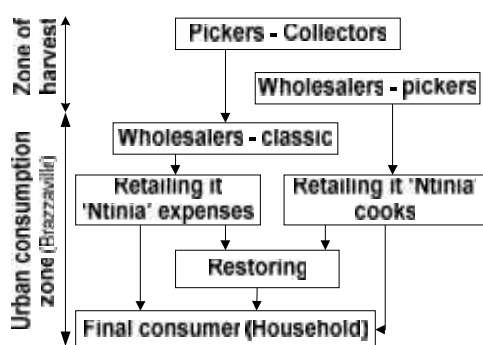 Zone of
harvest
Pickers - Collectors
Wholesalers - pickers
Urban consumption
zone (Brazzaville)
Wholesalers - classic
Retailing it
'Ntinia' expenses
Retailing it 'Ntinia'
cooks
Restoring
Final consumer (Household)